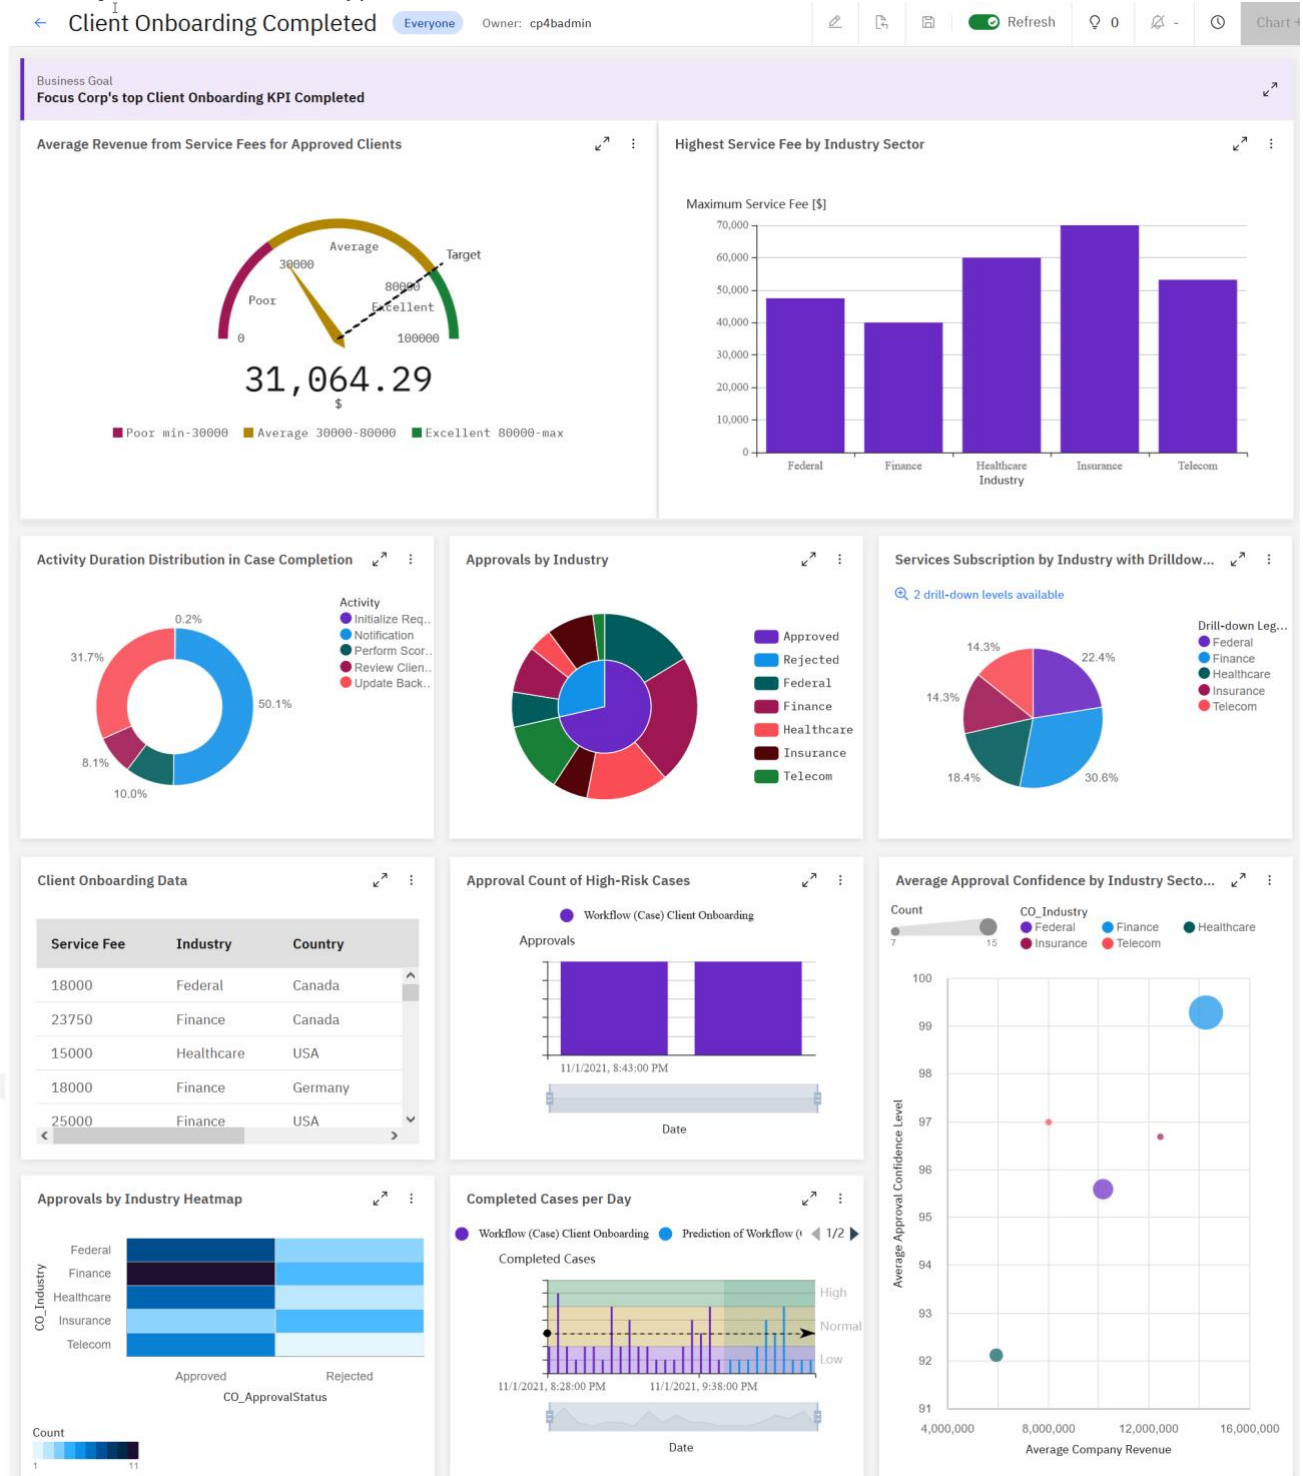 Client Onboarding Completed
Everyone
Owner: cp4badmin
Refresh
0
-
Chart +
Business Goal
Focus Corp's top Client Onboarding KPI Completed
Average Revenue from Service Fees for Approved Clients
Average
Target
30000
80000
Poor
Excellent
0
100000
31,064.29
$
Poor min-30000
Average 30000-80000
Excellent 80000-max
Highest Service Fee by Industry Sector
Maximum Service Fee [$]
70,000
60,000
50,000
40,000
30,000
20,000
10,000
0
Federal
Finance
Healthcare
Insurance
Telecom
Industry
Activity Duration Distribution in Case Completion
Activity
Initialize Req..
Notification
Perform Scor..
Review Clien..
Update Back..
0.2%
31.7%
50.1%
8.1%
10.0%
Approvals by Industry
Approved
Rejected
Federal
Finance
Healthcare
Insurance
Telecom
Services Subscription by Industry with Drilldow...
2 drill-down levels available
Drill-down Leg...
Federal
Finance
Healthcare
Insurance
Telecom
14.3%
22.4%
14.3%
18.4%
30.6%
Client Onboarding Data
Service Fee Industry Country
18000 Federal Canada
23750 Finance Canada
15000 Healthcare USA
18000 Finance Germany
25000 Finance USA
Approval Count of High-Risk Cases
Workflow (Case) Client Onboarding
Approvals
11/1/2021, 8:43:00 PM
Date
Average Approval Confidence by Industry Secto...
Count
7
15
CO_Industry
Federal
Finance
Healthcare
Insurance
Telecom
100
99
98
97
96
95
94
93
92
91
Average Approval Confidence Level
4,000,000
8,000,000
12,000,000
16,000,000
Average Company Revenue
Approvals by Industry Heatmap
CO_Industry
Federal
Finance
Healthcare
Insurance
Telecom
Approved
Rejected
CO_ApprovalStatus
Count
1
11
Completed Cases per Day
Workflow (Case) Client Onboarding
Prediction of Workflow (
1/2
Completed Cases
High
Normal
Low
11/1/2021, 8:28:00 PM
11/1/2021, 9:38:00 PM
Date